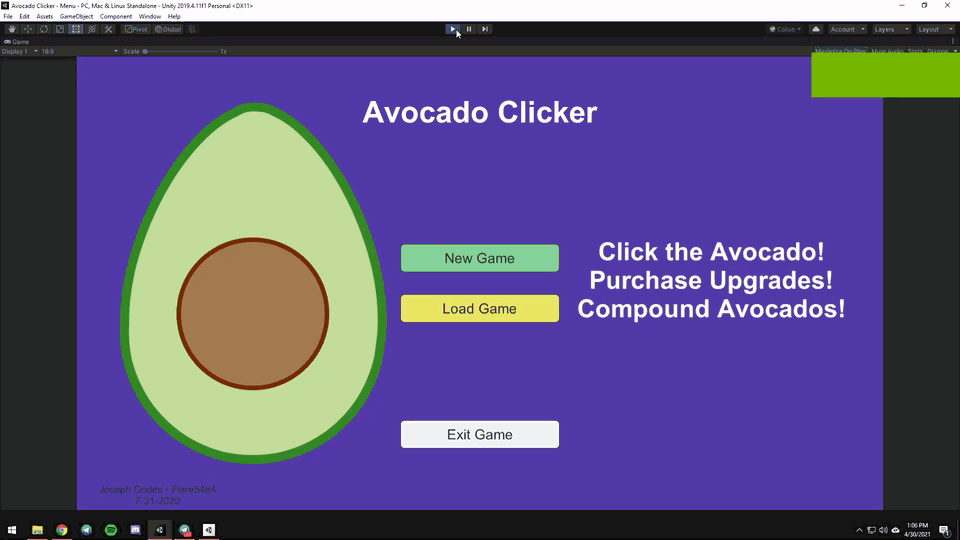 Avocado Clicker - Menu - PC, Mac & Linux Standalone - Unity 2019.4.11f1 Personal <DX11>
File Edit Assets GameObject Component Window Help
Pivot Global Collab Account Layers Layout
Game
Display 1 16:9 Scale 1x Maximize On Play Mute Audio Stats Gizmos
Avocado Clicker
New Game
Load Game
Exit Game
Click the Avocado!
Purchase Upgrades!
Compound Avocados!
Joseph Dodds / Flare8464
7-31-2020
1:06 PM
4/30/2021